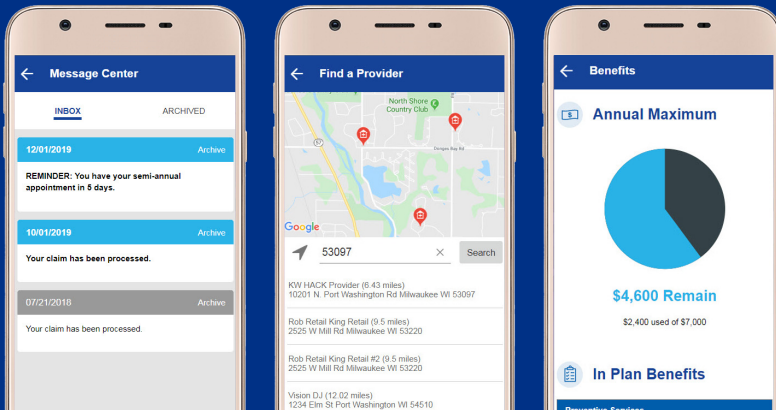 Message Center
INBOX ARCHIVED
12/01/2019 Archive
REMINDER: You have your semi-annual
appointment in 5 days.
10/01/2019 Archive
Your claim has been processed.
07/21/2018 Archive
Your claim has been processed.
Find a Provider
North Shore
Country Club
Donges Bay Rd
Google
53097 × Search
KW HACK Provider (6.43 miles)
10201 N. Port Washington Rd Milwaukee WI 53097
Rob Retail King Retail (9.5 miles)
2525 W Mill Rd Milwaukee WI 53220
Rob Retail King Retail #2 (9.5 miles)
2525 W Mill Rd Milwaukee WI 53220
Vision DJ (12.02 miles)
1234 Elm St Port Washington WI 54510
Benefits
$ Annual Maximum
$4,600 Remain
$2,400 used of $7,000
In Plan Benefits
Preventive Services